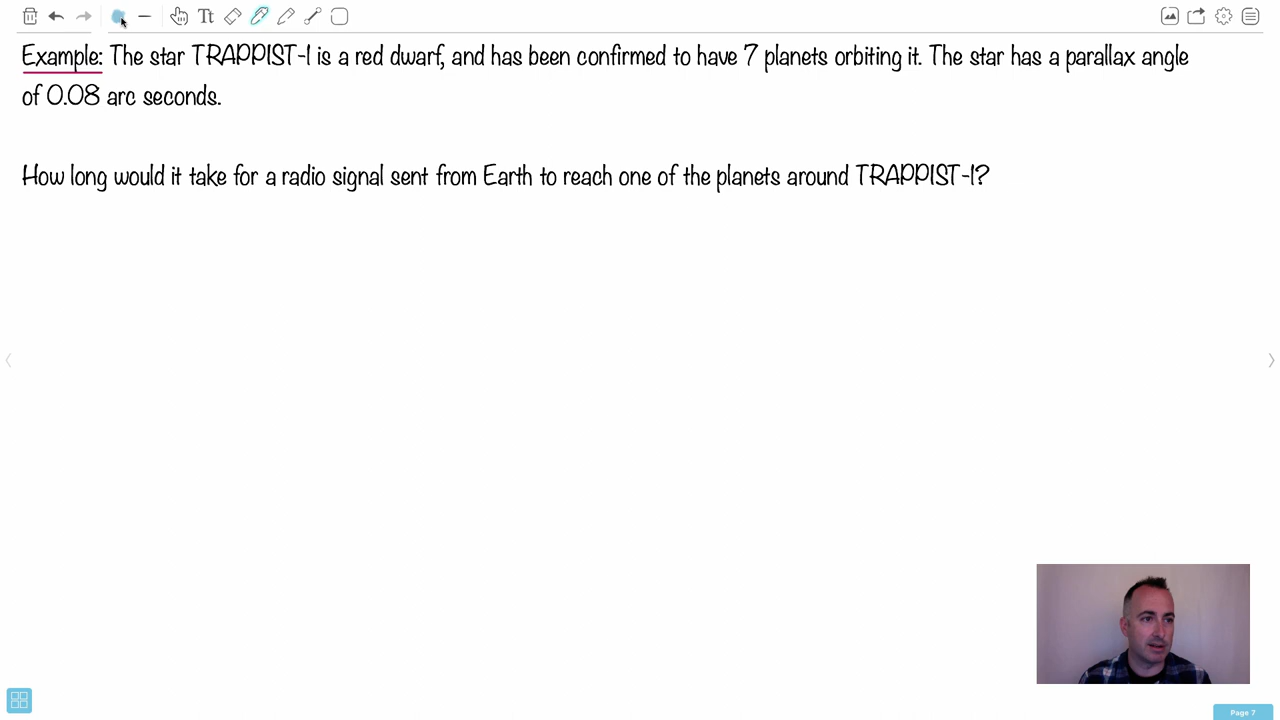 Tt
Example: The star TRAPPIST-1 is a red dwarf, and has been confirmed to have 7 planets orbiting it. The star has a parallax angle
of 0.08 arc seconds.
How long would it take for a radio signal sent from Earth to reach one of the planets around TRAPPIST-1?
Page 7